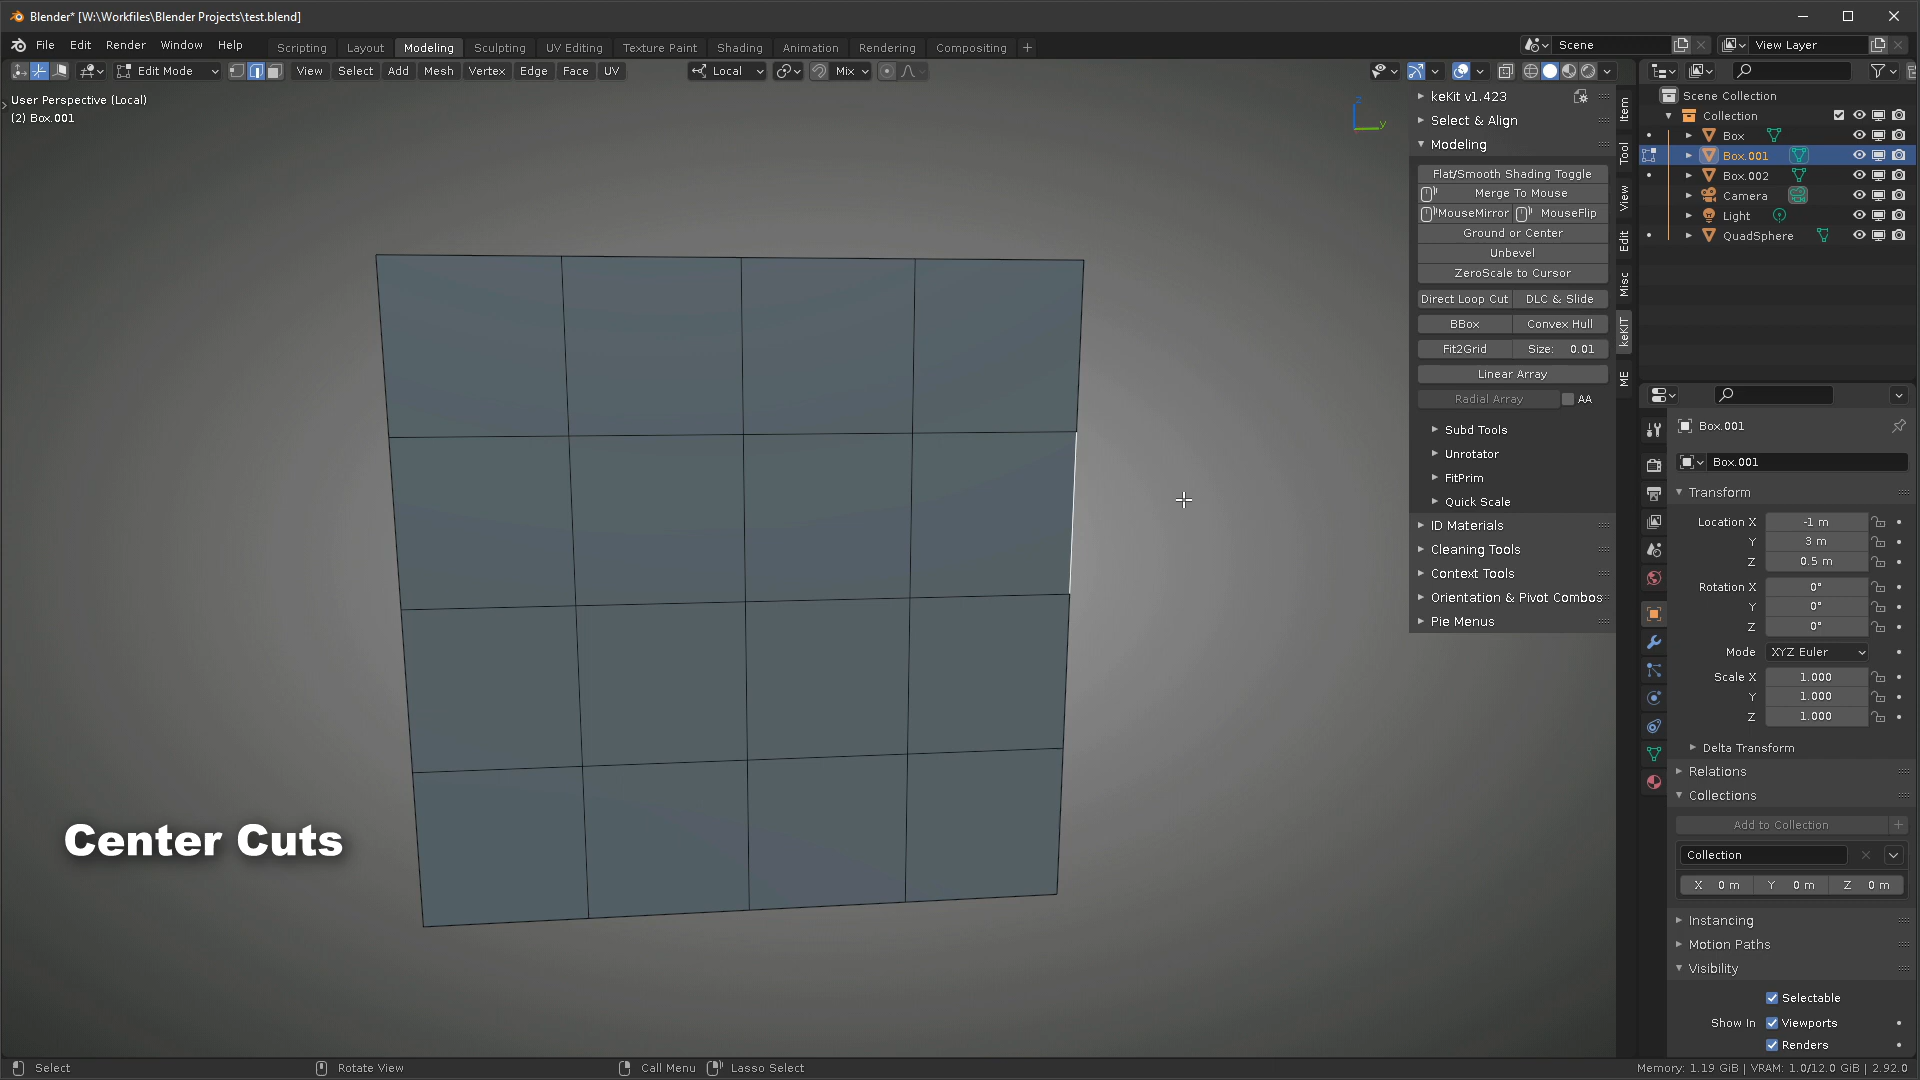 Blender* [W:\Workfiles\Blender Projects\test.blend]
File Edit Render Window Help Scripting Layout Modeling Sculpting UV Editing Texture Paint Shading Animation Rendering Compositing + Scene View Layer
Edit Mode View Select Add Mesh Vertex Edge Face UV Local Mix
User Perspective (Local)
(2) Box.001
z
y
keKit v1.423
Select & Align
Modeling
Flat/Smooth Shading Toggle
Merge To Mouse
MouseMirror MouseFlip
Ground or Center
Unbevel
ZeroScale to Cursor
Direct Loop Cut DLC & Slide
BBox Convex Hull
Fit2Grid Size: 0.01
Linear Array
Radial Array AA
Subd Tools
Unrotator
FitPrim
Quick Scale
ID Materials
Cleaning Tools
Context Tools
Orientation & Pivot Combos
Pie Menus
Item
Tool
View
Edit
Misc
keKIT
ME
Scene Collection
Collection
Box
Box.001
Box.002
Camera
Light
QuadSphere
Box.001
Box.001
Transform
Location X -1 m
Y 3 m
Z 0.5 m
Rotation X 0°
Y 0°
Z 0°
Mode XYZ Euler
Scale X 1.000
Y 1.000
Z 1.000
Delta Transform
Relations
Collections
Add to Collection +
Collection
X 0 m Y 0 m Z 0 m
Instancing
Motion Paths
Visibility
Selectable
Show In Viewports
Renders
Center Cuts
Select Rotate View Call Menu Lasso Select Memory: 1.19 GiB | VRAM: 1.0/12.0 GiB | 2.92.0